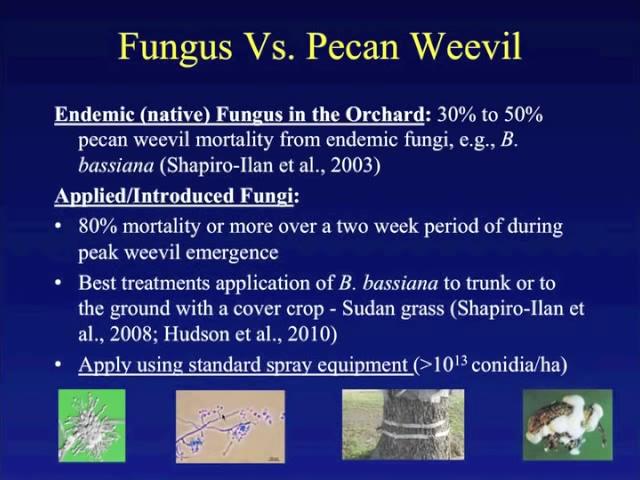 Fungus Vs. Pecan Weevil
Endemic (native) Fungus in the Orchard: 30% to 50%
pecan weevil mortality from endemic fungi, e.g., B.
bassiana (Shapiro-Ilan et al., 2003)
Applied/Introduced Fungi:
• 80% mortality or more over a two week period of during
peak weevil emergence
• Best treatments application of B. bassiana to trunk or to
the ground with a cover crop - Sudan grass (Shapiro-Ilan et
al., 2008; Hudson et al., 2010)
• Apply using standard spray equipment (>10¹³ conidia/ha)